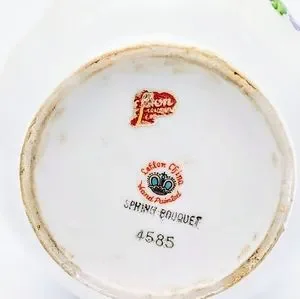 Lefton China
Hand Painted
SPRING BOUQUET
4585